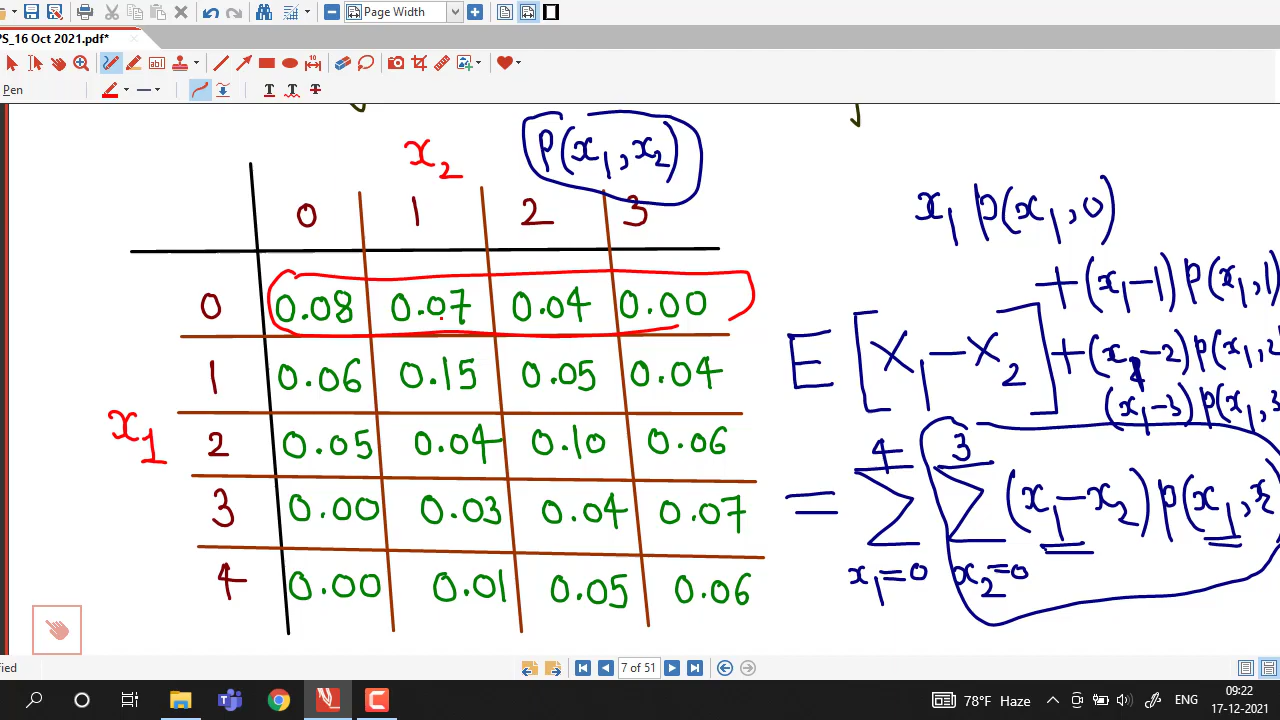 Page Width
PS_16 Oct 2021.pdf*
Pen
x₂ P(x₁, x₂)
0 1 2 3
0 0.08 0.07 0.04 0.00
1 0.06 0.15 0.05 0.04
x₁
2 0.05 0.04 0.10 0.06
3 0.00 0.03 0.04 0.07
4 0.00 0.01 0.05 0.06
x₁ p(x₁, 0)
+ (x₁-1) p(x₁, 1)
E[X₁-X₂] + (x₁-2) p(x₁, 2
(x₁-3) p(x₁, 3
4 3
= Σ Σ (x₁-x₂) p(x₁, x₂
x₁=0 x₂=0
ied
7 of 51
78°F Haze
ENG
09:22
17-12-2021